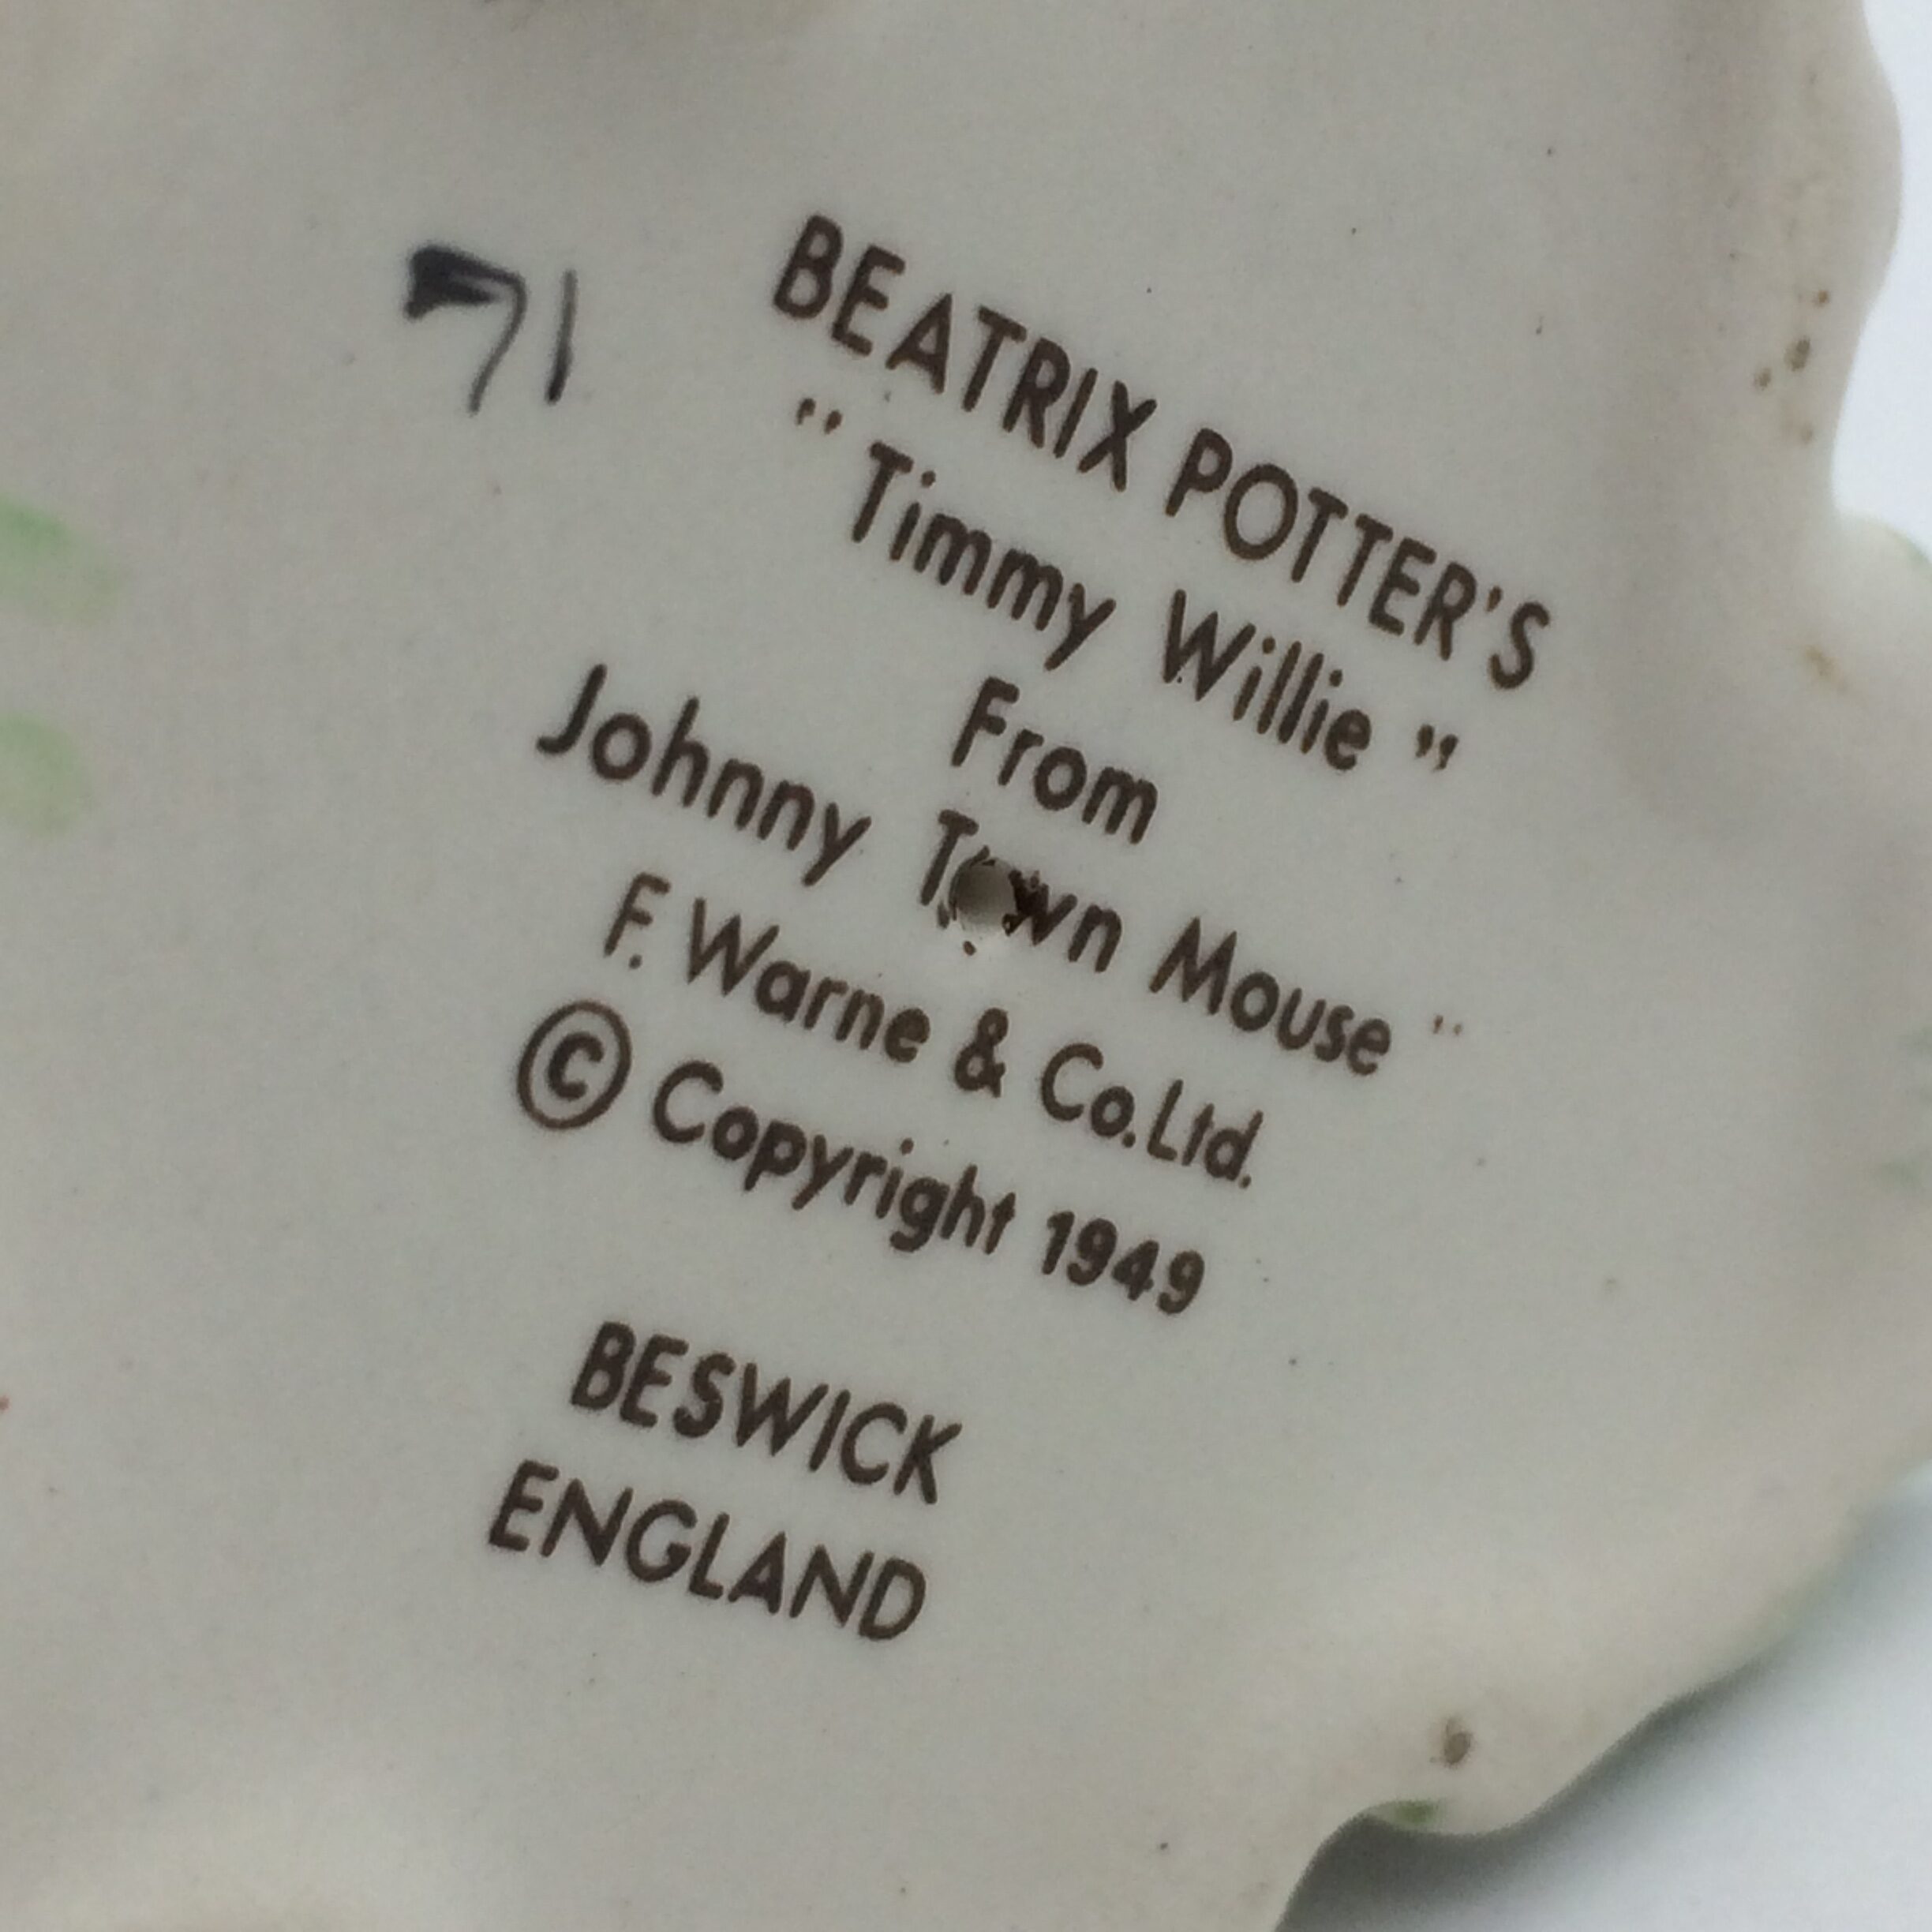 71
BEATRIX POTTER'S
"Timmy Willie"
From
Johnny Town Mouse"
F. Warne & Co.Ltd.
© Copyright 1949
BESWICK
ENGLAND